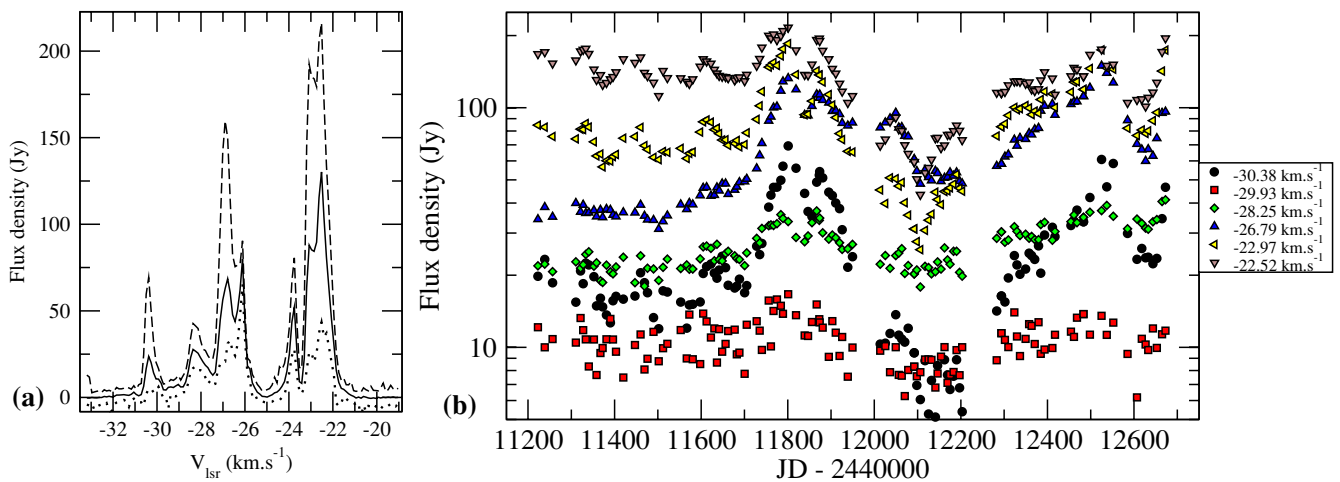 200
150
100
50
0
Flux density (Jy)
-32 -30 -28 -26 -24 -22 -20
V_lsr (km.s^-1)
(a)
100
10
Flux density (Jy)
11200 11400 11600 11800 12000 12200 12400 12600
JD - 2440000
(b)
-30.38 km.s^-1
-29.93 km.s^-1
-28.25 km.s^-1
-26.79 km.s^-1
-22.97 km.s^-1
-22.52 km.s^-1